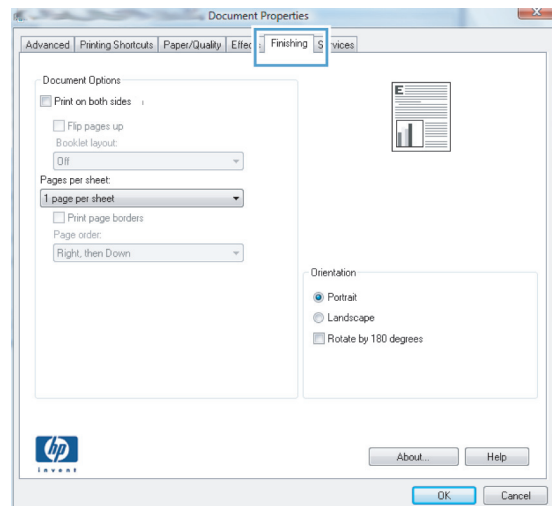 Document Properties
Advanced Printing Shortcuts Paper/Quality Finishing
Document Options
Print on both sides
Flip pages up
Booklet layout:
Off
Pages per sheet:
1 page per sheet
Print page borders
Page order:
Right, then Down
E
Orientation
Portrait
Landscape
Rotate by 180 degrees
hp
invent
About... Help
OK Cancel